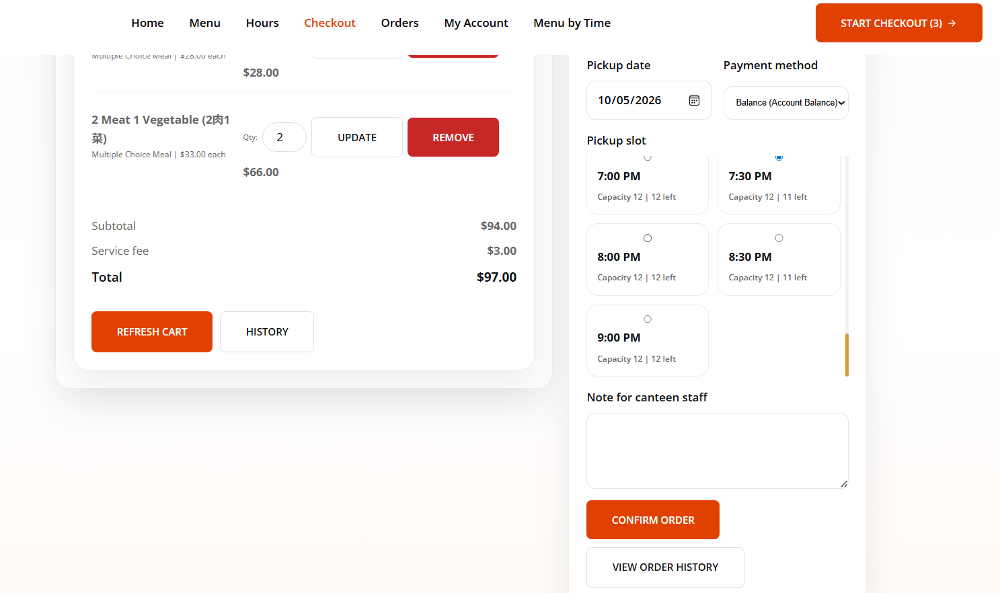 Home Menu Hours Checkout Orders My Account Menu by Time START CHECKOUT (3) →
Multiple Choice Meal | $28.00 each
$28.00
2 Meat 1 Vegetable (2肉1
菜)
Multiple Choice Meal | $33.00 each
Qty: 2 UPDATE REMOVE
$66.00
Subtotal $94.00
Service fee $3.00
Total $97.00
REFRESH CART HISTORY
Pickup date Payment method
10/05/2026 Balance (Account Balance)
Pickup slot
7:00 PM 7:30 PM
Capacity 12 | 12 left Capacity 12 | 11 left
8:00 PM 8:30 PM
Capacity 12 | 12 left Capacity 12 | 11 left
9:00 PM
Capacity 12 | 12 left
Note for canteen staff
CONFIRM ORDER
VIEW ORDER HISTORY